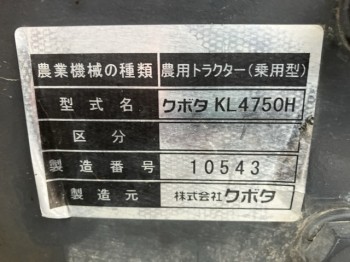 農業機械の種類 農用トラクター(乗用型)
型式名 クボタ KL4750H
区分
製造番号 10543
製造元 株式会社クボタ